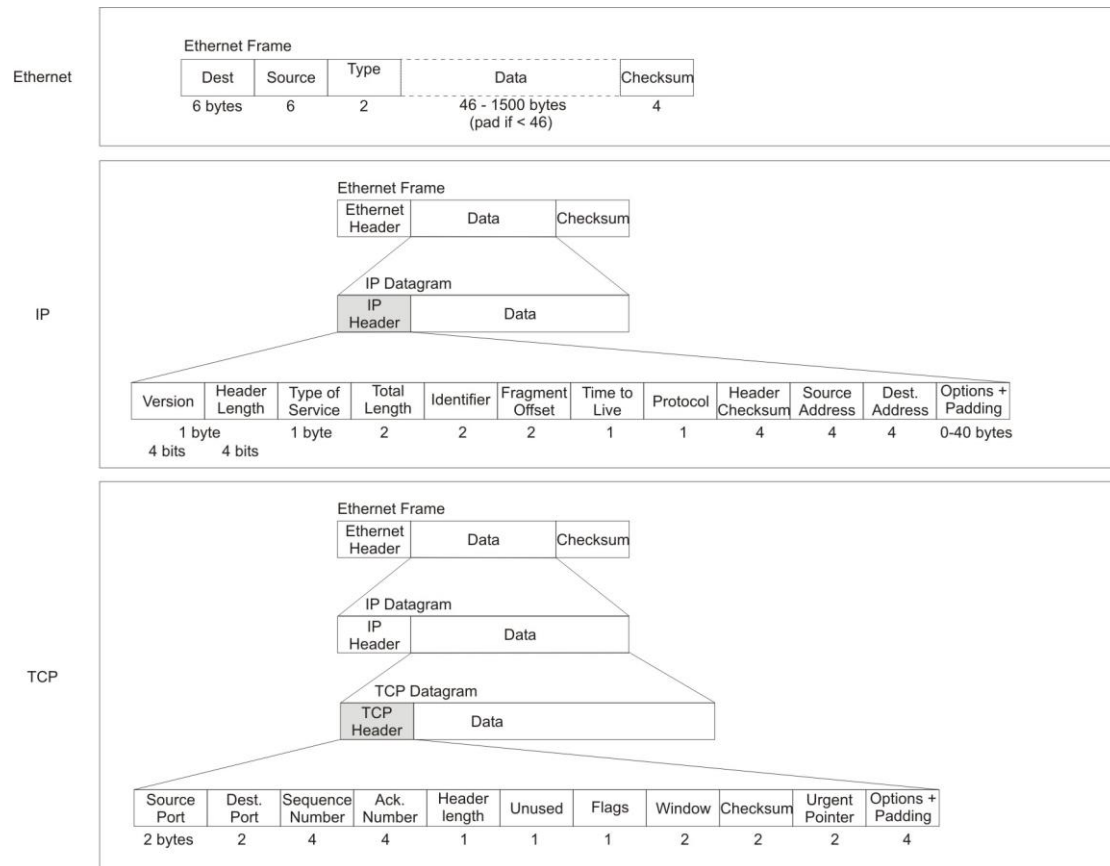 Ethernet
Ethernet Frame
Dest
Source
Type
Data
Checksum
6 bytes
6
2
46 - 1500 bytes
(pad if < 46)
4
IP
Ethernet Frame
Ethernet
Header
Data
Checksum
IP Datagram
IP
Header
Data
Version
Header
Length
Type of
Service
Total
Length
Identifier
Fragment
Offset
Time to
Live
Protocol
Header
Checksum
Source
Address
Dest.
Address
Options +
Padding
1 byte
4 bits
4 bits
1 byte
2
2
2
1
1
4
4
4
0-40 bytes
TCP
Ethernet Frame
Ethernet
Header
Data
Checksum
IP Datagram
IP
Header
Data
TCP Datagram
TCP
Header
Data
Source
Port
Dest.
Port
Sequence
Number
Ack.
Number
Header
length
Unused
Flags
Window
Checksum
Urgent
Pointer
Options +
Padding
2 bytes
2
4
4
1
1
1
2
2
2
4